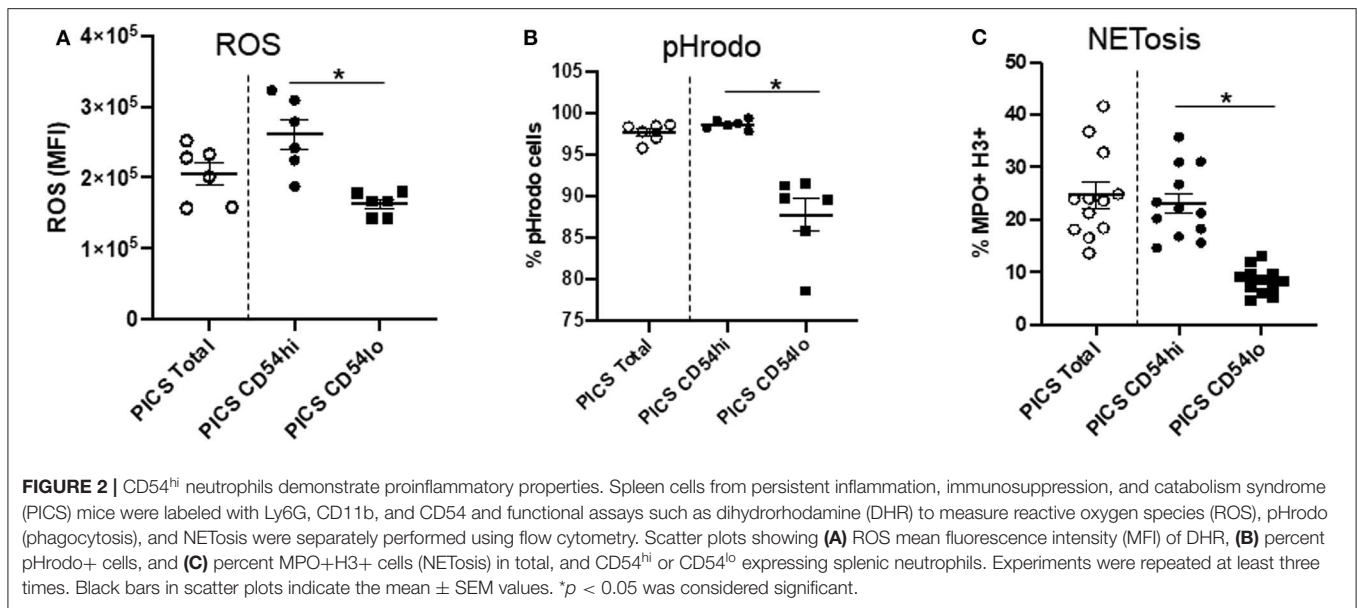 A
ROS
4×10⁵
3×10⁵
2×10⁵
1×10⁵
0
ROS (MFI)
*
PICS Total
PICS CD54hi
PICS CD54lo
B
pHrodo
105
100
95
90
85
80
75
% pHrodo cells
*
PICS Total
PICS CD54hi
PICS CD54lo
C
NETosis
50
40
30
20
10
0
% MPO+ H3+
*
PICS Total
PICS CD54hi
PICS CD54lo
FIGURE 2 | CD54ʰⁱ neutrophils demonstrate proinflammatory properties. Spleen cells from persistent inflammation, immunosuppression, and catabolism syndrome
(PICS) mice were labeled with Ly6G, CD11b, and CD54 and functional assays such as dihydrorhodamine (DHR) to measure reactive oxygen species (ROS), pHrodo
(phagocytosis), and NETosis were separately performed using flow cytometry. Scatter plots showing (A) ROS mean fluorescence intensity (MFI) of DHR, (B) percent
pHrodo+ cells, and (C) percent MPO+H3+ cells (NETosis) in total, and CD54ʰⁱ or CD54ˡᵒ expressing splenic neutrophils. Experiments were repeated at least three
times. Black bars in scatter plots indicate the mean ± SEM values. *p < 0.05 was considered significant.